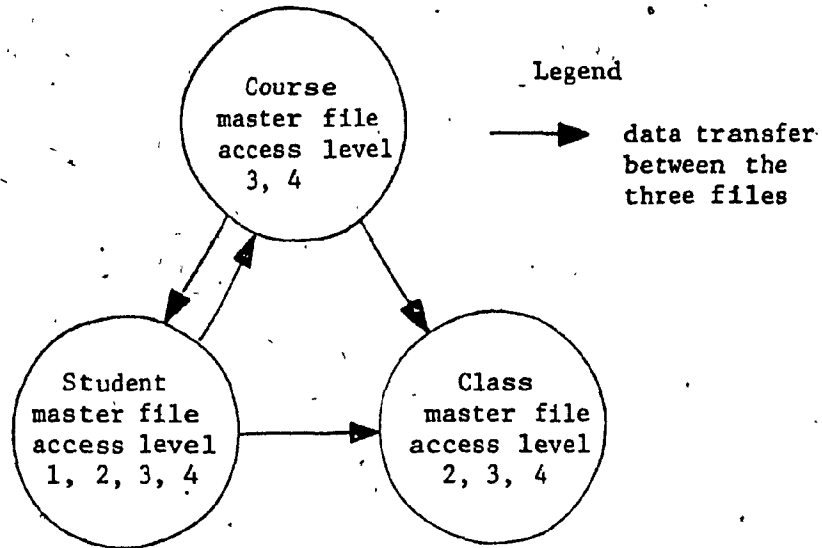 Course
master file
access level
3, 4
Legend
data transfer
between the
three files
Student
master file
access level
1, 2, 3, 4
Class
master file
access level
2, 3, 4